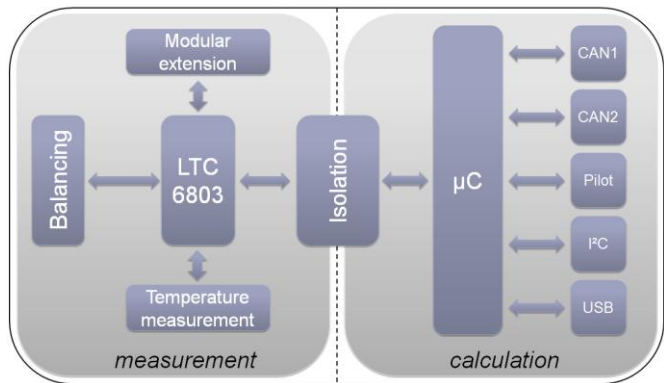 Modular
extension
Balancing
LTC
6803
Temperature
measurement
measurement
Isolation
µC
CAN1
CAN2
Pilot
I²C
USB
calculation